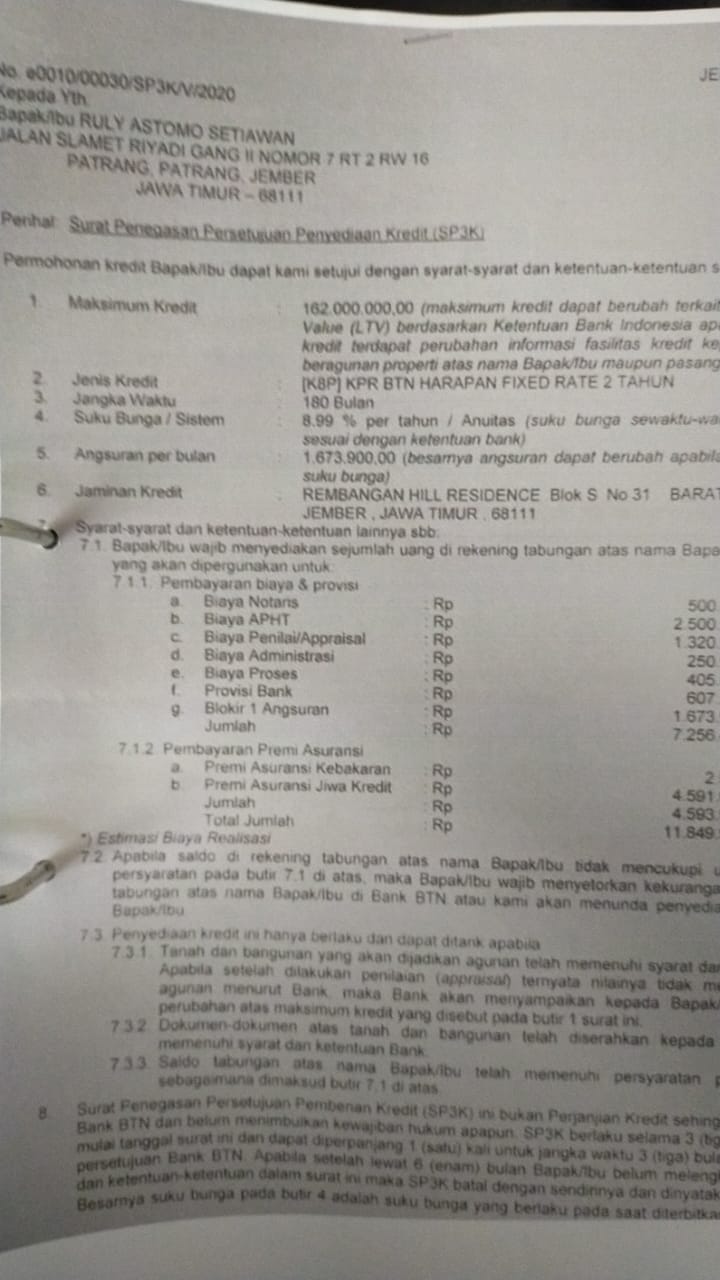 No. e0010/00030/SP3K/V/2020
JE
Kepada Yth.
Bapak/Ibu RULY ASTOMO SETIAWAN
JALAN SLAMET RIYADI GANG II NOMOR 7 RT 2 RW 16
PATRANG, PATRANG, JEMBER
JAWA TIMUR – 68111
Perihal: Surat Penegasan Persetujuan Penyediaan Kredit (SP3K)
Permohonan kredit Bapak/Ibu dapat kami setujui dengan syarat-syarat dan ketentuan-ketentuan s
1. Maksimum Kredit : 162.000.000,00 (maksimum kredit dapat berubah terkait
Value (LTV) berdasarkan Ketentuan Bank Indonesia ap
kredit terdapat perubahan informasi fasilitas kredit ke
beragunan properti atas nama Bapak/Ibu maupun pasang
2. Jenis Kredit : [K8P] KPR BTN HARAPAN FIXED RATE 2 TAHUN
3. Jangka Waktu : 180 Bulan
4. Suku Bunga / Sistem : 8.99 % per tahun / Anuitas (suku bunga sewaktu-wa
sesuai dengan ketentuan bank)
5. Angsuran per bulan : 1.673.900,00 (besarnya angsuran dapat berubah apabila
suku bunga)
6. Jaminan Kredit : REMBANGAN HILL RESIDENCE Blok S No 31 BARAT
JEMBER , JAWA TIMUR , 68111
Syarat-syarat dan ketentuan-ketentuan lainnya sbb:
7.1. Bapak/Ibu wajib menyediakan sejumlah uang di rekening tabungan atas nama Bapa
yang akan dipergunakan untuk:
7.1.1. Pembayaran biaya & provisi
a. Biaya Notaris : Rp 500.
b. Biaya APHT : Rp 2.500.
c. Biaya Penilai/Appraisal : Rp 1.320.
d. Biaya Administrasi : Rp 250.
e. Biaya Proses : Rp 405.
f. Provisi Bank : Rp 607.
g. Blokir 1 Angsuran : Rp 1.673.
Jumlah : Rp 7.256.
7.1.2. Pembayaran Premi Asuransi
a. Premi Asuransi Kebakaran : Rp 2.
b. Premi Asuransi Jiwa Kredit : Rp 4.591.
Jumlah : Rp 4.593.
Total Jumlah : Rp 11.849.
*) Estimasi Biaya Realisasi
7.2. Apabila saldo di rekening tabungan atas nama Bapak/Ibu tidak mencukupi u
persyaratan pada butir 7.1 di atas, maka Bapak/Ibu wajib menyetorkan kekuranga
tabungan atas nama Bapak/Ibu di Bank BTN atau kami akan menunda penyedia
Bapak/Ibu
7.3. Penyediaan kredit ini hanya berlaku dan dapat ditarik apabila
7.3.1. Tanah dan bangunan yang akan dijadikan agunan telah memenuhi syarat dan
Apabila setelah dilakukan penilaian (appraisal) ternyata nilainya tidak me
agunan menurut Bank, maka Bank akan menyampaikan kepada Bapak/
perubahan atas maksimum kredit yang disebut pada butir 1 surat ini.
7.3.2. Dokumen-dokumen atas tanah dan bangunan telah diserahkan kepada
memenuhi syarat dan ketentuan Bank.
7.3.3. Saldo tabungan atas nama Bapak/Ibu telah memenuhi persyaratan p
sebagaimana dimaksud butir 7.1 di atas.
8. Surat Penegasan Persetujuan Pemberian Kredit (SP3K) ini bukan Perjanjian Kredit sehing
Bank BTN dan belum menimbulkan kewajiban hukum apapun. SP3K berlaku selama 3 (tig
mulai tanggal surat ini dan dapat diperpanjang 1 (satu) kali untuk jangka waktu 3 (tiga) bula
persetujuan Bank BTN. Apabila setelah lewat 6 (enam) bulan Bapak/Ibu belum meleng
dan ketentuan-ketentuan dalam surat ini maka SP3K batal dengan sendirinya dan dinyatak
Besarnya suku bunga pada butir 4 adalah suku bunga yang berlaku pada saat diterbitka